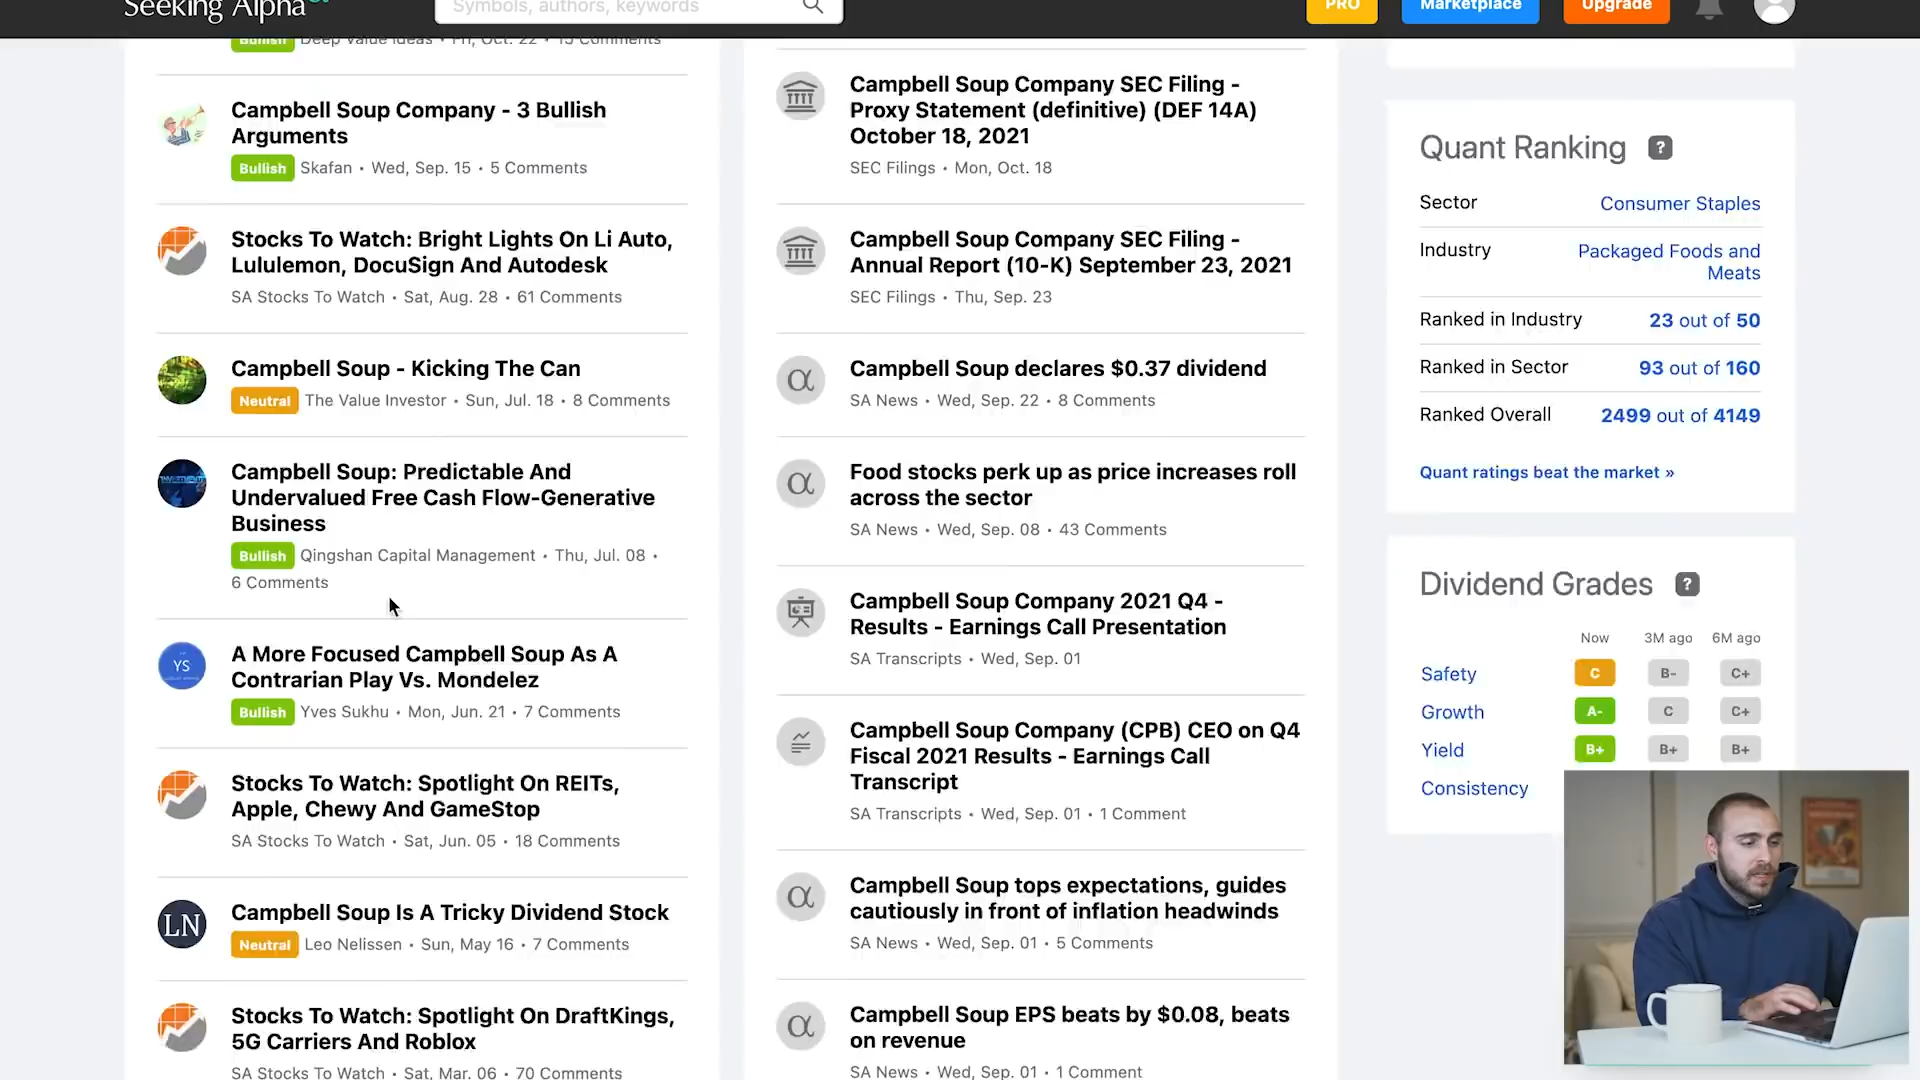 Seeking Alpha
Symbols, authors, keywords
PRO
Marketplace
Upgrade
Bullish Deep Value Ideas • Fri, Oct. 22 • 15 Comments
Campbell Soup Company - 3 Bullish
Arguments
Bullish Skafan • Wed, Sep. 15 • 5 Comments
Stocks To Watch: Bright Lights On Li Auto,
Lululemon, DocuSign And Autodesk
SA Stocks To Watch • Sat, Aug. 28 • 61 Comments
Campbell Soup - Kicking The Can
Neutral The Value Investor • Sun, Jul. 18 • 8 Comments
Campbell Soup: Predictable And
Undervalued Free Cash Flow-Generative
Business
Bullish Qingshan Capital Management • Thu, Jul. 08 •
6 Comments
YS
A More Focused Campbell Soup As A
Contrarian Play Vs. Mondelez
Bullish Yves Sukhu • Mon, Jun. 21 • 7 Comments
Stocks To Watch: Spotlight On REITs,
Apple, Chewy And GameStop
SA Stocks To Watch • Sat, Jun. 05 • 18 Comments
LN
Campbell Soup Is A Tricky Dividend Stock
Neutral Leo Nelissen • Sun, May 16 • 7 Comments
Stocks To Watch: Spotlight On DraftKings,
5G Carriers And Roblox
SA Stocks To Watch • Sat, Mar. 06 • 70 Comments
Campbell Soup Company SEC Filing -
Proxy Statement (definitive) (DEF 14A)
October 18, 2021
SEC Filings • Mon, Oct. 18
Campbell Soup Company SEC Filing -
Annual Report (10-K) September 23, 2021
SEC Filings • Thu, Sep. 23
Campbell Soup declares $0.37 dividend
SA News • Wed, Sep. 22 • 8 Comments
Food stocks perk up as price increases roll
across the sector
SA News • Wed, Sep. 08 • 43 Comments
Campbell Soup Company 2021 Q4 -
Results - Earnings Call Presentation
SA Transcripts • Wed, Sep. 01
Campbell Soup Company (CPB) CEO on Q4
Fiscal 2021 Results - Earnings Call
Transcript
SA Transcripts • Wed, Sep. 01 • 1 Comment
Campbell Soup tops expectations, guides
cautiously in front of inflation headwinds
SA News • Wed, Sep. 01 • 5 Comments
Campbell Soup EPS beats by $0.08, beats
on revenue
SA News • Wed, Sep. 01 • 1 Comment
Quant Ranking ?
Sector Consumer Staples
Industry Packaged Foods and
Meats
Ranked in Industry 23 out of 50
Ranked in Sector 93 out of 160
Ranked Overall 2499 out of 4149
Quant ratings beat the market »
Dividend Grades ?
Now 3M ago 6M ago
Safety C B- C+
Growth A- C C+
Yield B+ B+ B+
Consistency